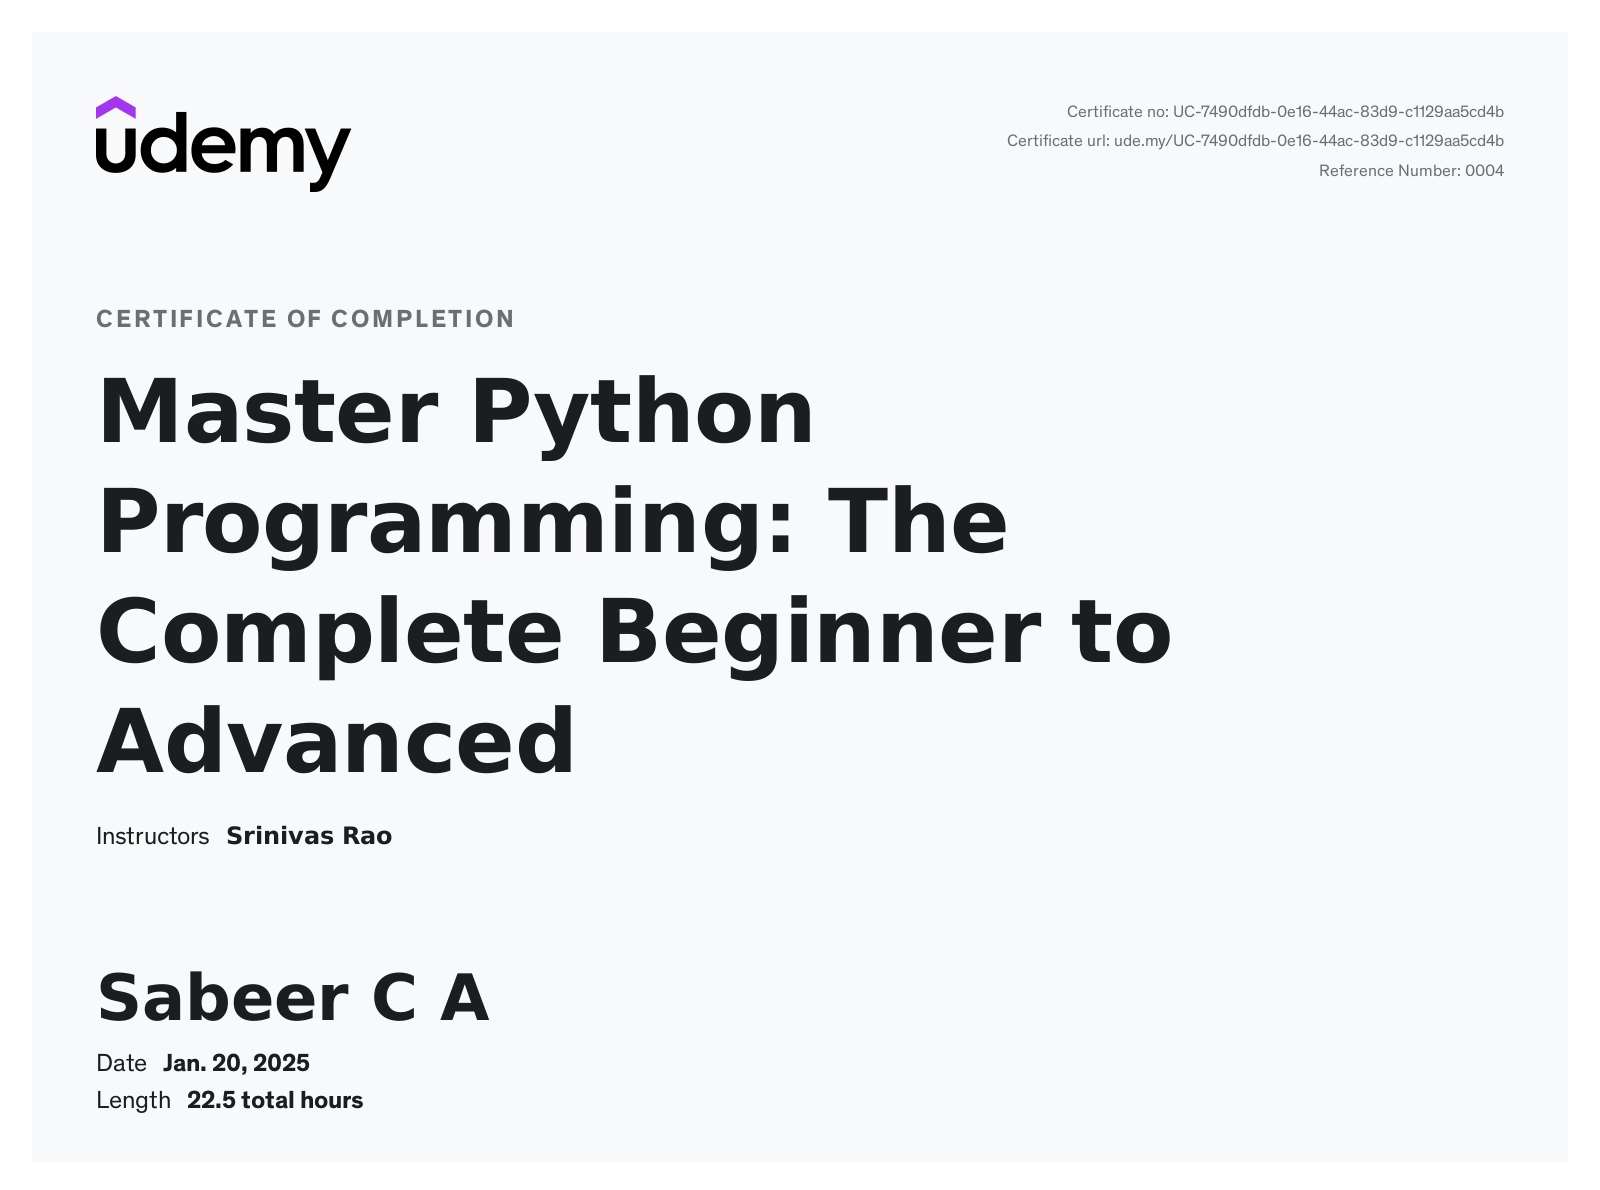 udemy
Certificate no: UC-7490dfdb-0e16-44ac-83d9-c1129aa5cd4b
Certificate url: ude.my/UC-7490dfdb-0e16-44ac-83d9-c1129aa5cd4b
Reference Number: 0004
CERTIFICATE OF COMPLETION
Master Python
Programming: The
Complete Beginner to
Advanced
Instructors Srinivas Rao
Sabeer C A
Date Jan. 20, 2025
Length 22.5 total hours